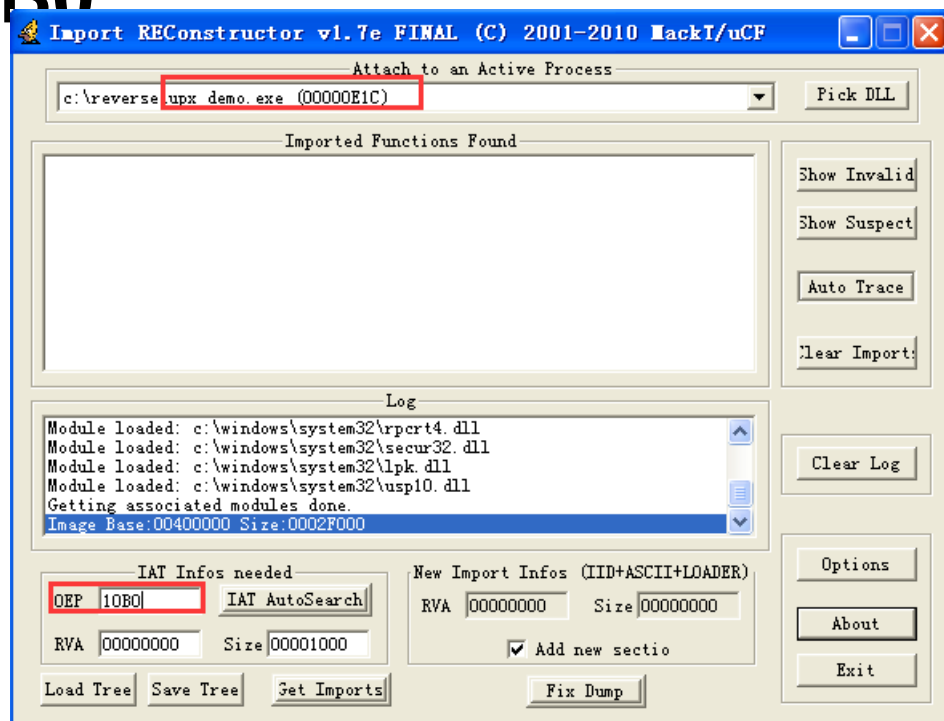 Import REConstructor v1.7e FINAL (C) 2001-2010 MackT/uCF
Attach to an Active Process
c:\reverse\upx demo.exe (00000E1C)
Pick DLL
Imported Functions Found
Show Invalid
Show Suspect
Auto Trace
Clear Import
Log
Module loaded: c:\windows\system32\rpcrt4.dll
Module loaded: c:\windows\system32\secur32.dll
Module loaded: c:\windows\system32\lpk.dll
Module loaded: c:\windows\system32\usp10.dll
Getting associated modules done.
Image Base:00400000 Size:0002F000
Clear Log
IAT Infos needed
OEP 10B0 IAT AutoSearch
RVA 00000000 Size 00001000
New Import Infos (IID+ASCII+LOADER)
RVA 00000000 Size 00000000
Add new sectio
Options
About
Exit
Load Tree Save Tree Get Imports Fix Dump